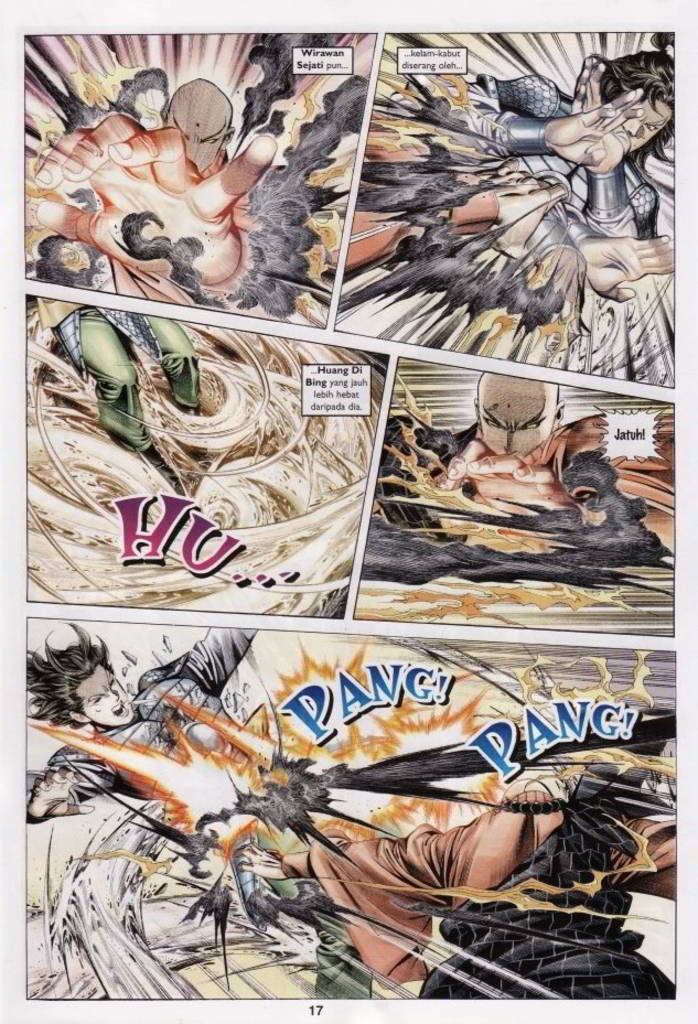 Wirawan
Sejati pun...
...kelam-kabut
diserang oleh...
...Huang Di
Bing yang jauh
lebih hebat
daripada dia.
HU...
Jatuh!
PANG!
PANG!
17